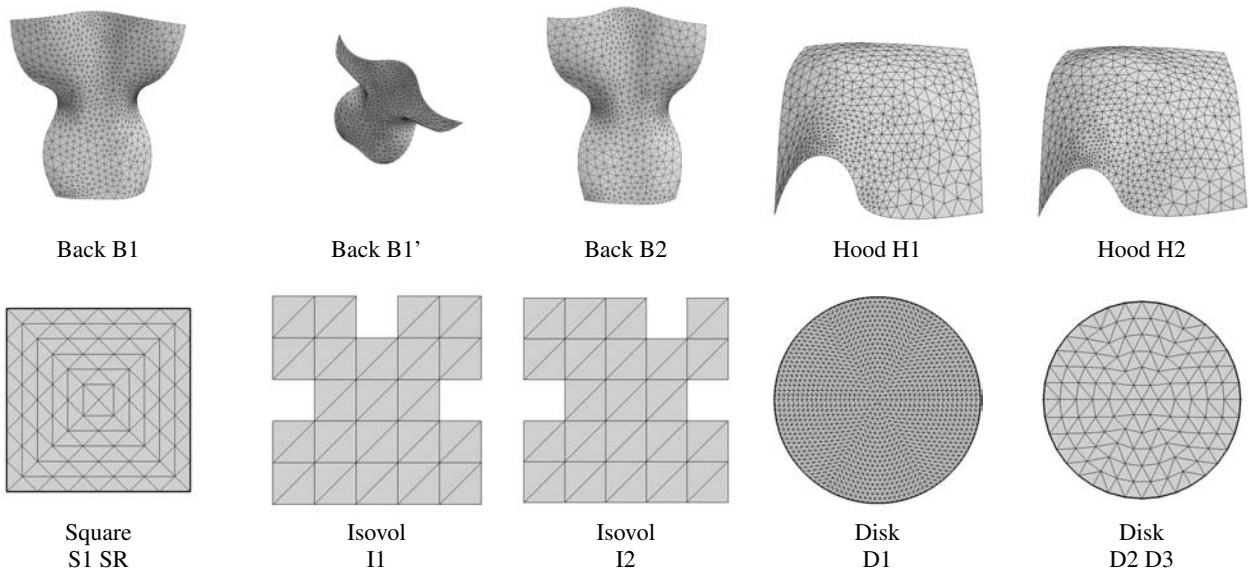 Back B1
Back B1’
Back B2
Hood H1
Hood H2
Square
S1 SR
Isovol
I1
Isovol
I2
Disk
D1
Disk
D2 D3